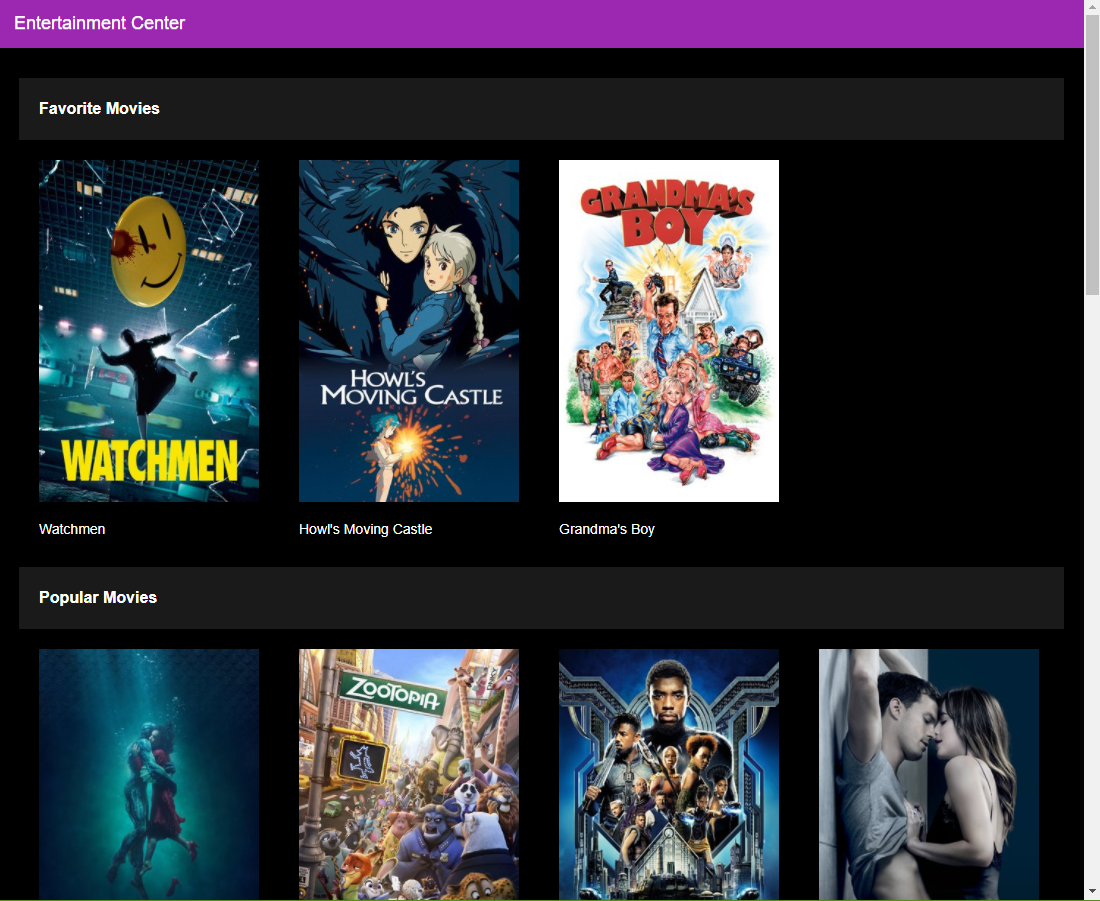 Entertainment Center
Favorite Movies
WATCHMEN
HOWL'S
MOVING CASTLE
GRANDMA'S
BOY
Watchmen
Howl's Moving Castle
Grandma's Boy
Popular Movies
ZOOTOPIA